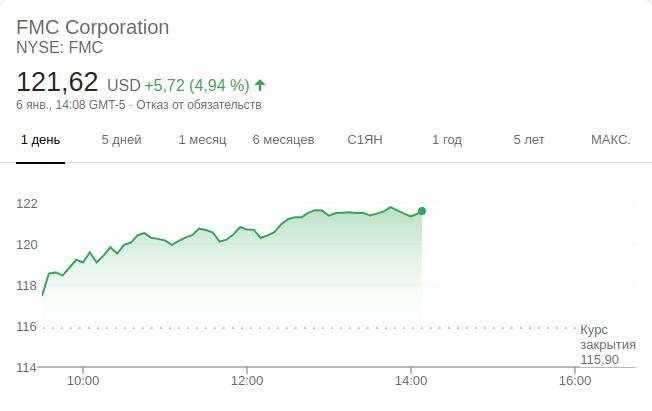 FMC Corporation
NYSE: FMC
121,62 USD +5,72 (4,94 %)
6 янв., 14:08 GMT-5 · Отказ от обязательств
1 день 5 дней 1 месяц 6 месяцев С1ЯН 1 год 5 лет МАКС.
122
120
118
116
Курс
закрытия
115,90
114
10:00 12:00 14:00 16:00